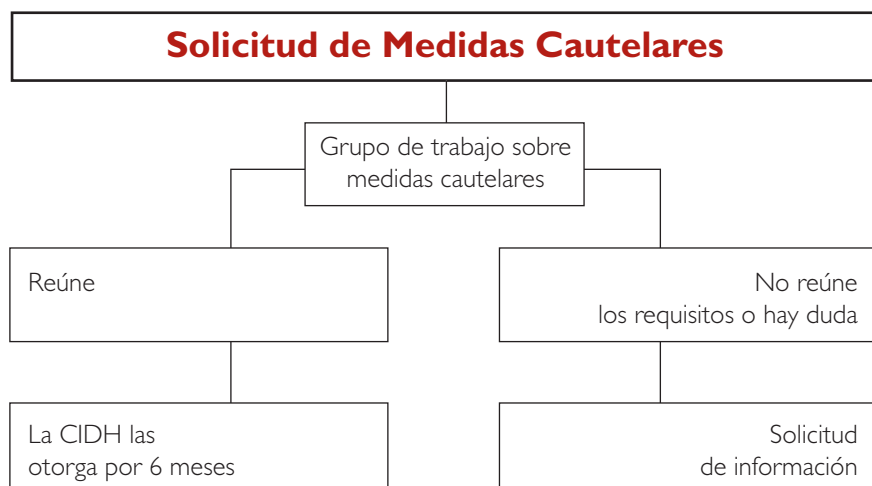 Solicitud de Medidas Cautelares
Grupo de trabajo sobre
medidas cautelares
Reúne
No reúne
los requisitos o hay duda
La CIDH las
otorga por 6 meses
Solicitud
de información